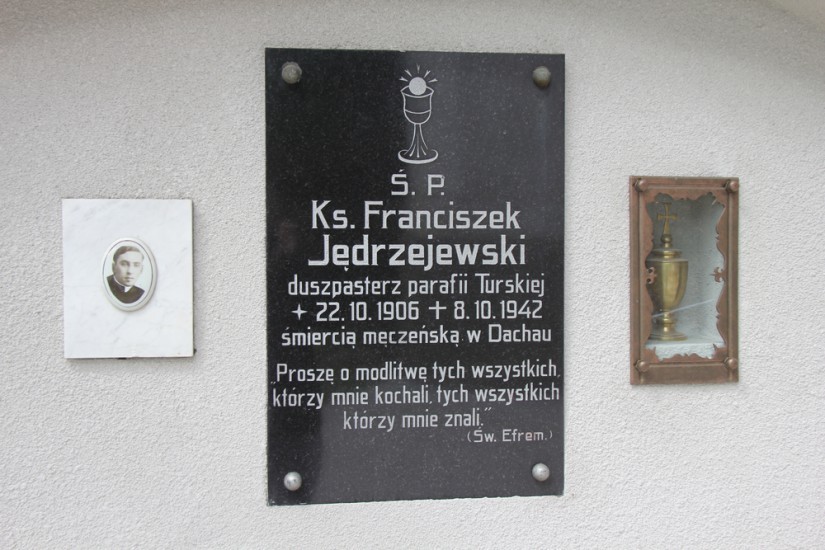 Ś. P.
Ks. Franciszek
Jędrzejewski
duszpasterz parafii Turskiej
✦ 22.10.1906 ✝ 8.10.1942
śmiercią męczeńską w Dachau
„Proszę o modlitwę tych wszystkich,
którzy mnie kochali, tych wszystkich
którzy mnie znali.”
(Św. Efrem.)